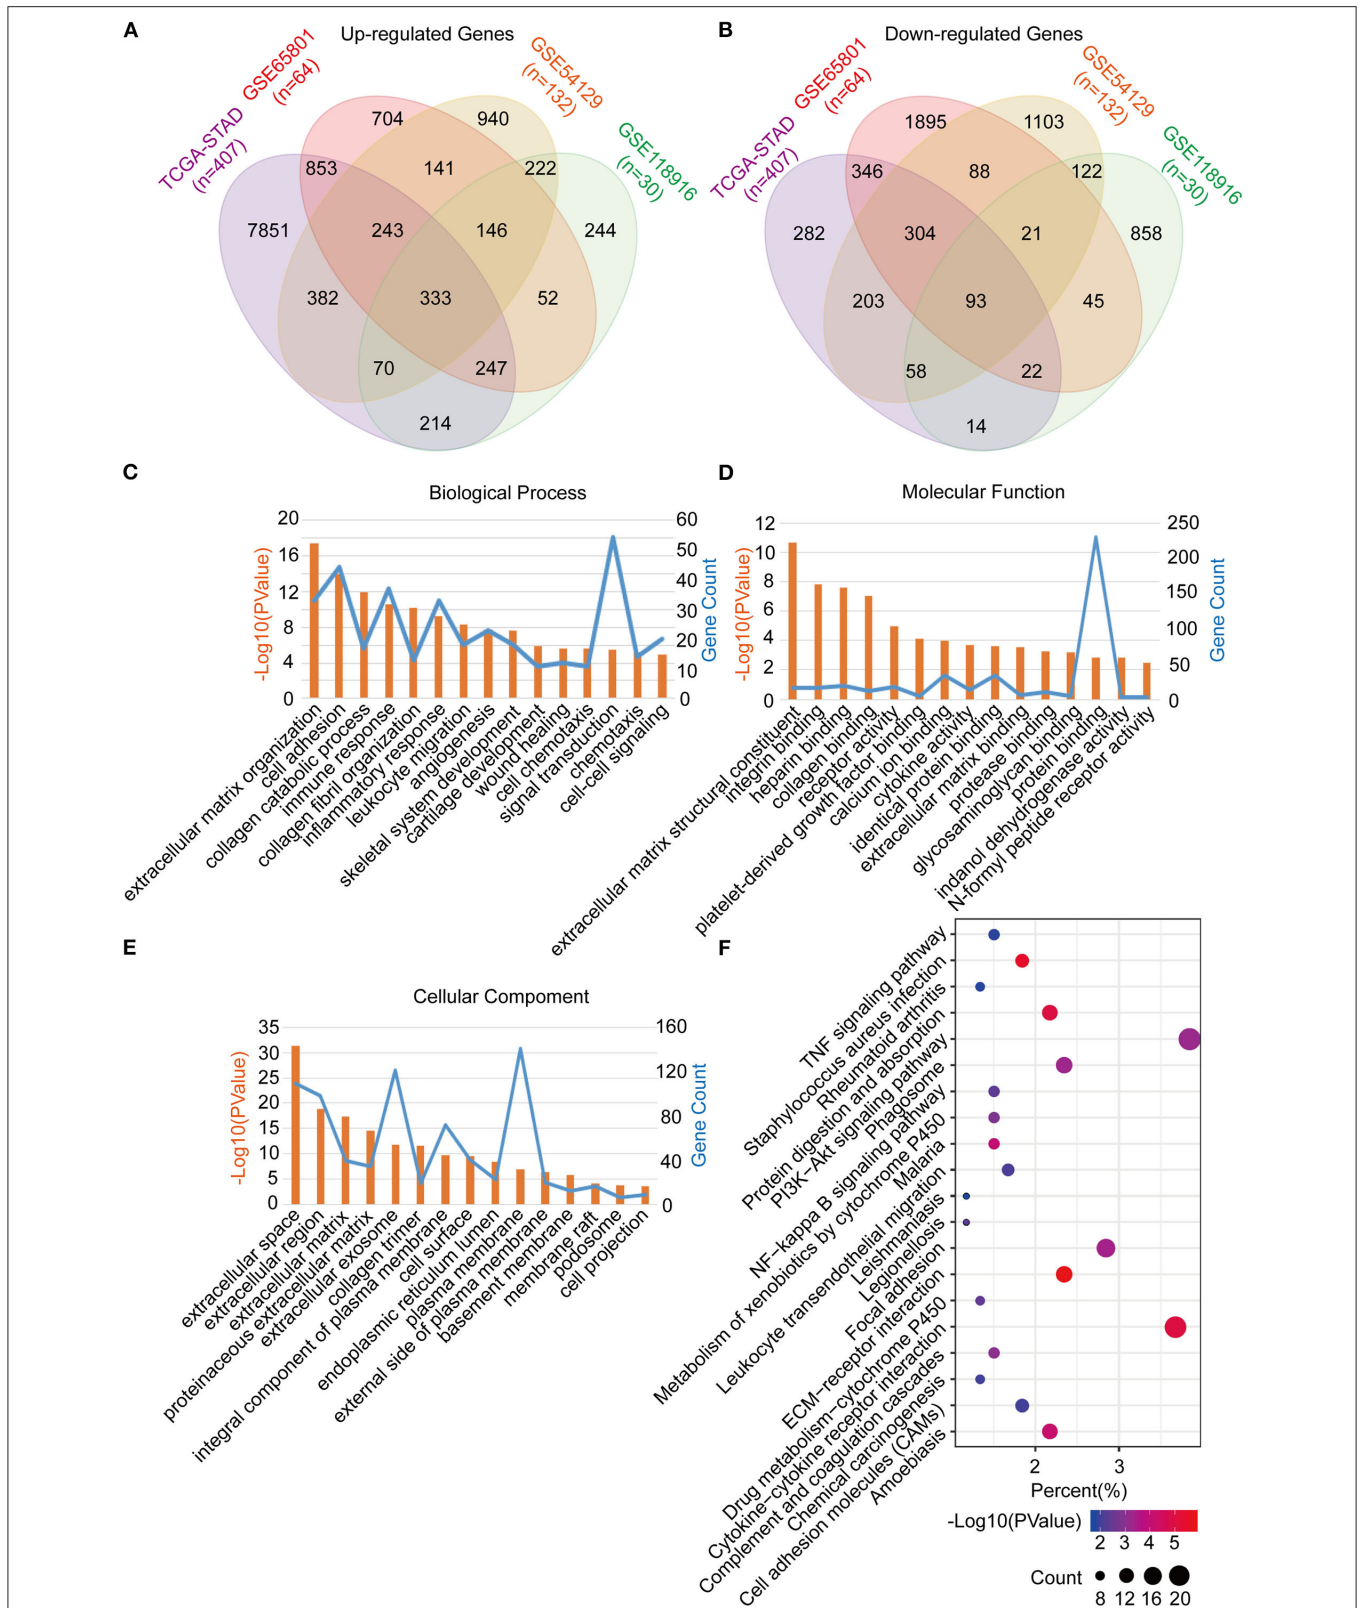 A
Up-regulated Genes
TCGA-STAD
(n=407)
GSE65801
(n=64)
GSE54129
(n=132)
GSE118916
(n=30)
704
940
853
141
222
7851
243
146
244
382
333
52
70
247
214
B
Down-regulated Genes
TCGA-STAD
(n=407)
GSE65801
(n=64)
GSE54129
(n=132)
GSE118916
(n=30)
1895
1103
346
88
122
282
304
21
858
203
93
45
58
22
14
C
Biological Process
-Log10(PValue)
20
16
12
8
4
0
Gene Count
60
50
40
30
20
10
0
extracellular matrix organization
cell adhesion
collagen catabolic process
immune response
collagen fibril organization
inflammatory response
leukocyte migration
angiogenesis
skeletal system development
cartilage development
wound healing
cell chemotaxis
signal transduction
chemotaxis
cell-cell signaling
D
Molecular Function
-Log10(PValue)
12
10
8
6
4
2
0
Gene Count
250
200
150
100
50
0
extracellular matrix structural constituent
integrin binding
heparin binding
collagen binding
receptor activity
platelet-derived growth factor binding
calcium ion binding
cytokine activity
identical protein binding
extracellular matrix binding
protease binding
glycosaminoglycan binding
protein binding
indanol dehydrogenase activity
N-formyl peptide receptor activity
E
Cellular Compoment
-Log10(PValue)
35
30
25
20
15
10
5
0
Gene Count
160
120
80
40
0
extracellular space
extracellular region
extracellular matrix
proteinaceous extracellular matrix
extracellular exosome
collagen trimer
integral component of plasma membrane
cell surface
endoplasmic reticulum lumen
plasma membrane
external side of plasma membrane
basement membrane
membrane raft
podosome
cell projection
F
TNF signaling pathway
Staphylococcus aureus infection
Rheumatoid arthritis
Protein digestion and absorption
PI3K−Akt signaling pathway
Phagosome
NF−kappa B signaling pathway
Metabolism of xenobiotics by cytochrome P450
Malaria
Leukocyte transendothelial migration
Leishmaniasis
Legionellosis
Focal adhesion
ECM−receptor interaction
Drug metabolism−cytochrome P450
Cytokine−cytokine receptor interaction
Complement and coagulation cascades
Chemical carcinogenesis
Cell adhesion molecules (CAMs)
Amoebiasis
2
3
Percent(%)
-Log10(PValue)
2 3 4 5
Count
8 12 16 20